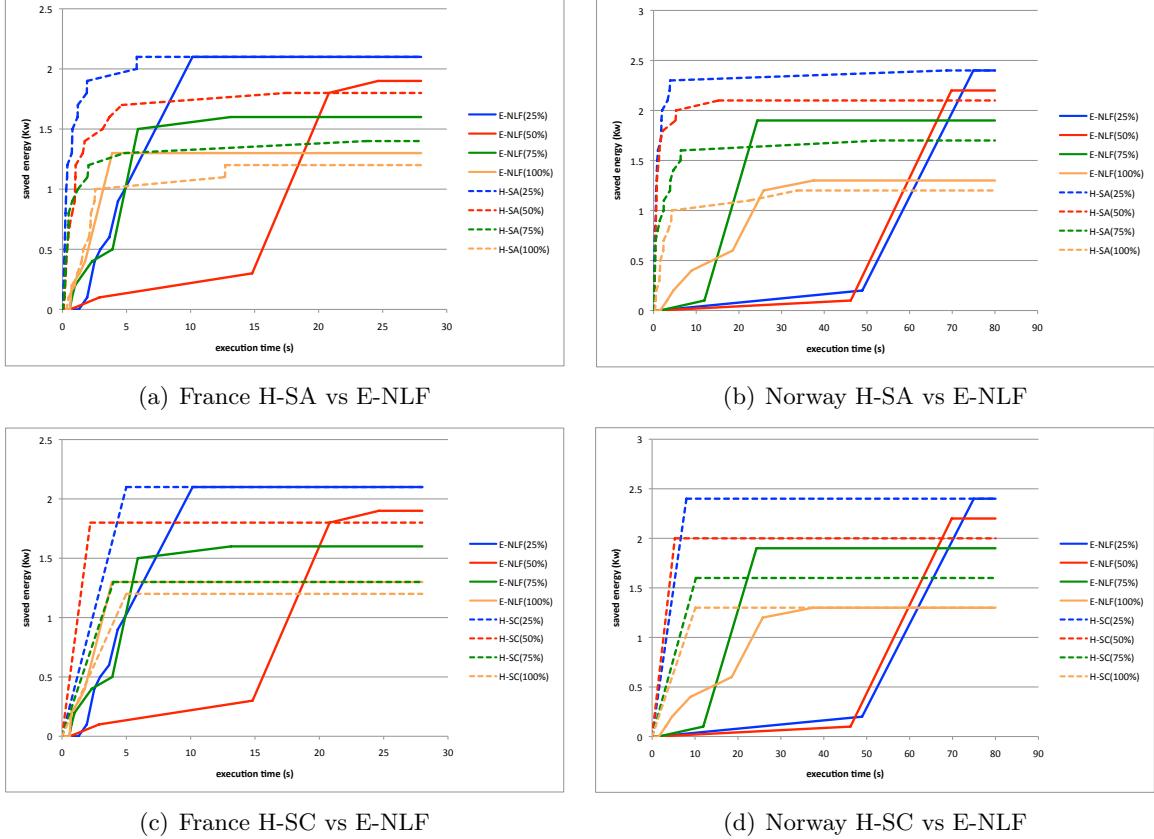 2.5
2
1.5
1
0.5
0
0 5 10 15 20 25 30
saved energy (Kw)
execution time (s)
E-NLF(25%)
E-NLF(50%)
E-NLF(75%)
E-NLF(100%)
H-SA(25%)
H-SA(50%)
H-SA(75%)
H-SA(100%)
(a) France H-SA vs E-NLF
3
2.5
2
1.5
1
0.5
0
0 10 20 30 40 50 60 70 80 90
saved energy (Kw)
execution time (s)
E-NLF(25%)
E-NLF(50%)
E-NLF(75%)
E-NLF(100%)
H-SA(25%)
H-SA(50%)
H-SA(75%)
H-SA(100%)
(b) Norway H-SA vs E-NLF
2.5
2
1.5
1
0.5
0
0 5 10 15 20 25 30
saved energy (Kw)
execution time (s)
E-NLF(25%)
E-NLF(50%)
E-NLF(75%)
E-NLF(100%)
H-SC(25%)
H-SC(50%)
H-SC(75%)
H-SC(100%)
(c) France H-SC vs E-NLF
3
2.5
2
1.5
1
0.5
0
0 10 20 30 40 50 60 70 80 90
saved energy (Kw)
execution time (s)
E-NLF(25%)
E-NLF(50%)
E-NLF(75%)
E-NLF(100%)
H-SC(25%)
H-SC(50%)
H-SC(75%)
H-SC(100%)
(d) Norway H-SC vs E-NLF